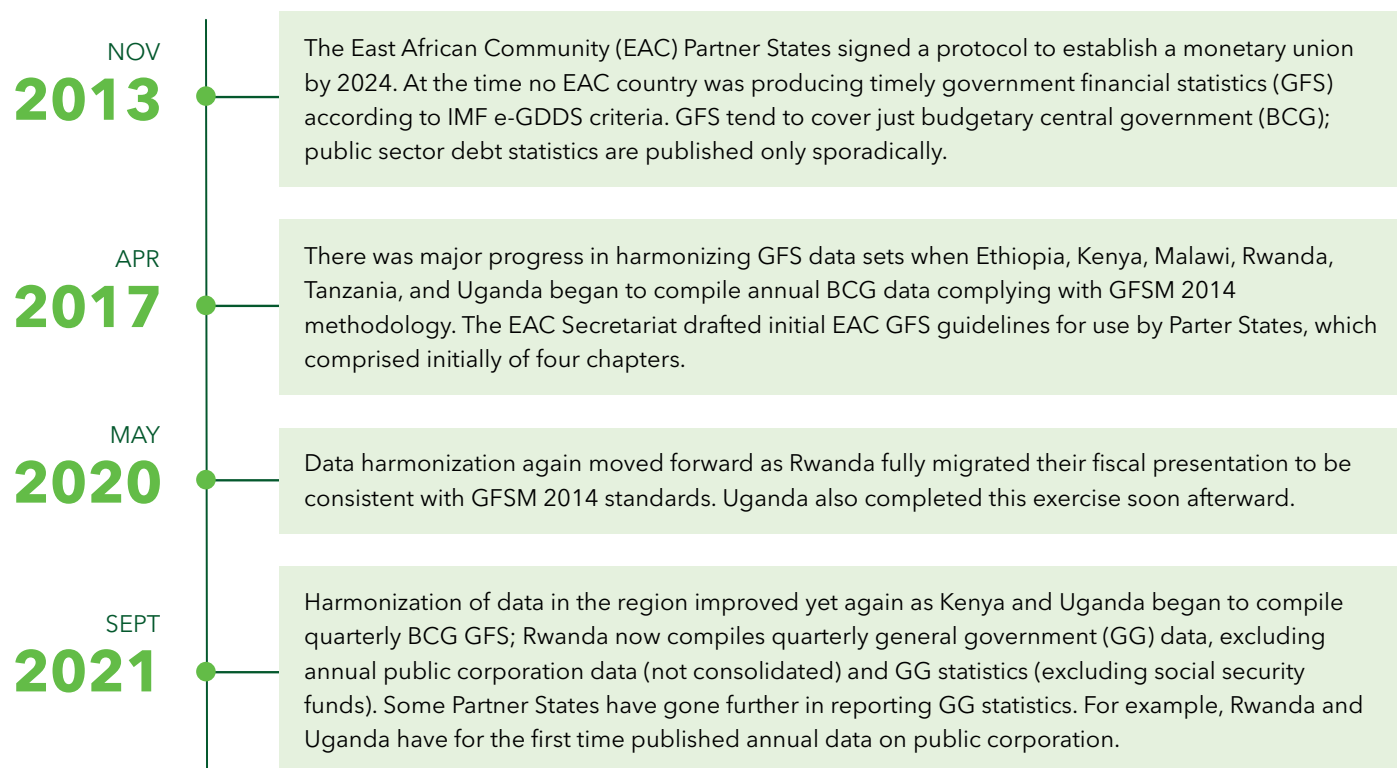 NOV
2013
The East African Community (EAC) Partner States signed a protocol to establish a monetary union
by 2024. At the time no EAC country was producing timely government financial statistics (GFS)
according to IMF e-GDDS criteria. GFS tend to cover just budgetary central government (BCG);
public sector debt statistics are published only sporadically.
APR
2017
There was major progress in harmonizing GFS data sets when Ethiopia, Kenya, Malawi, Rwanda,
Tanzania, and Uganda began to compile annual BCG data complying with GFSM 2014
methodology. The EAC Secretariat drafted initial EAC GFS guidelines for use by Parter States, which
comprised initially of four chapters.
MAY
2020
Data harmonization again moved forward as Rwanda fully migrated their fiscal presentation to be
consistent with GFSM 2014 standards. Uganda also completed this exercise soon afterward.
SEPT
2021
Harmonization of data in the region improved yet again as Kenya and Uganda began to compile
quarterly BCG GFS; Rwanda now compiles quarterly general government (GG) data, excluding
annual public corporation data (not consolidated) and GG statistics (excluding social security
funds). Some Partner States have gone further in reporting GG statistics. For example, Rwanda and
Uganda have for the first time published annual data on public corporation.